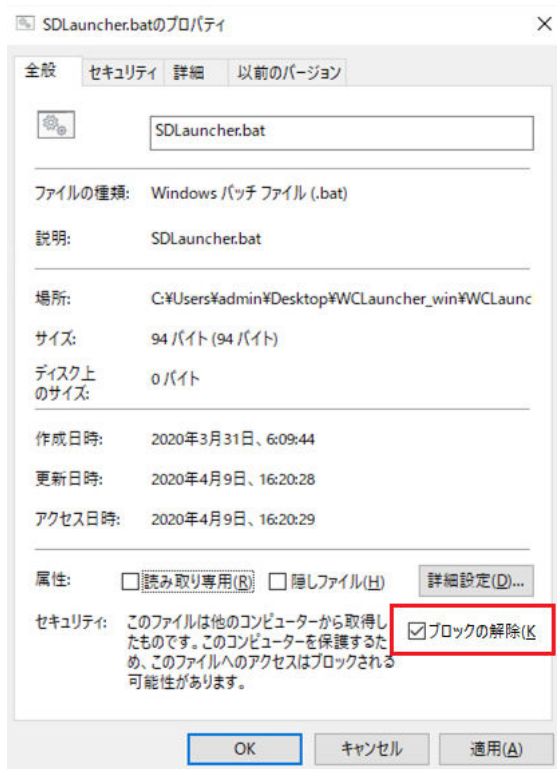 SDLauncher.batのプロパティ
全般 セキュリティ 詳細 以前のバージョン
SDLauncher.bat
ファイルの種類: Windows バッチ ファイル (.bat)
説明: SDLauncher.bat
場所: C:¥Users¥admin¥Desktop¥WCLauncher_win¥WCLaunc
サイズ: 94 バイト (94 バイト)
ディスク上
のサイズ: 0 バイト
作成日時: 2020年3月31日、6:09:44
更新日時: 2020年4月9日、16:20:28
アクセス日時: 2020年4月9日、16:20:29
属性: 読み取り専用(R) 隠しファイル(H) 詳細設定(D)...
セキュリティ: このファイルは他のコンピューターから取得し
たものです。このコンピューターを保護するた
め、このファイルへのアクセスはブロックされる
可能性があります。
ブロックの解除(K
OK キャンセル 適用(A)